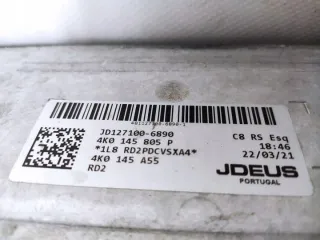 JD127100-6890
4K0 145 805 P
*1L8 RD2PDCVSXA4*
4K0 145 A55
RD2
C8 RS Esq
18:46
22/03/21
JDEUS
PORTUGAL